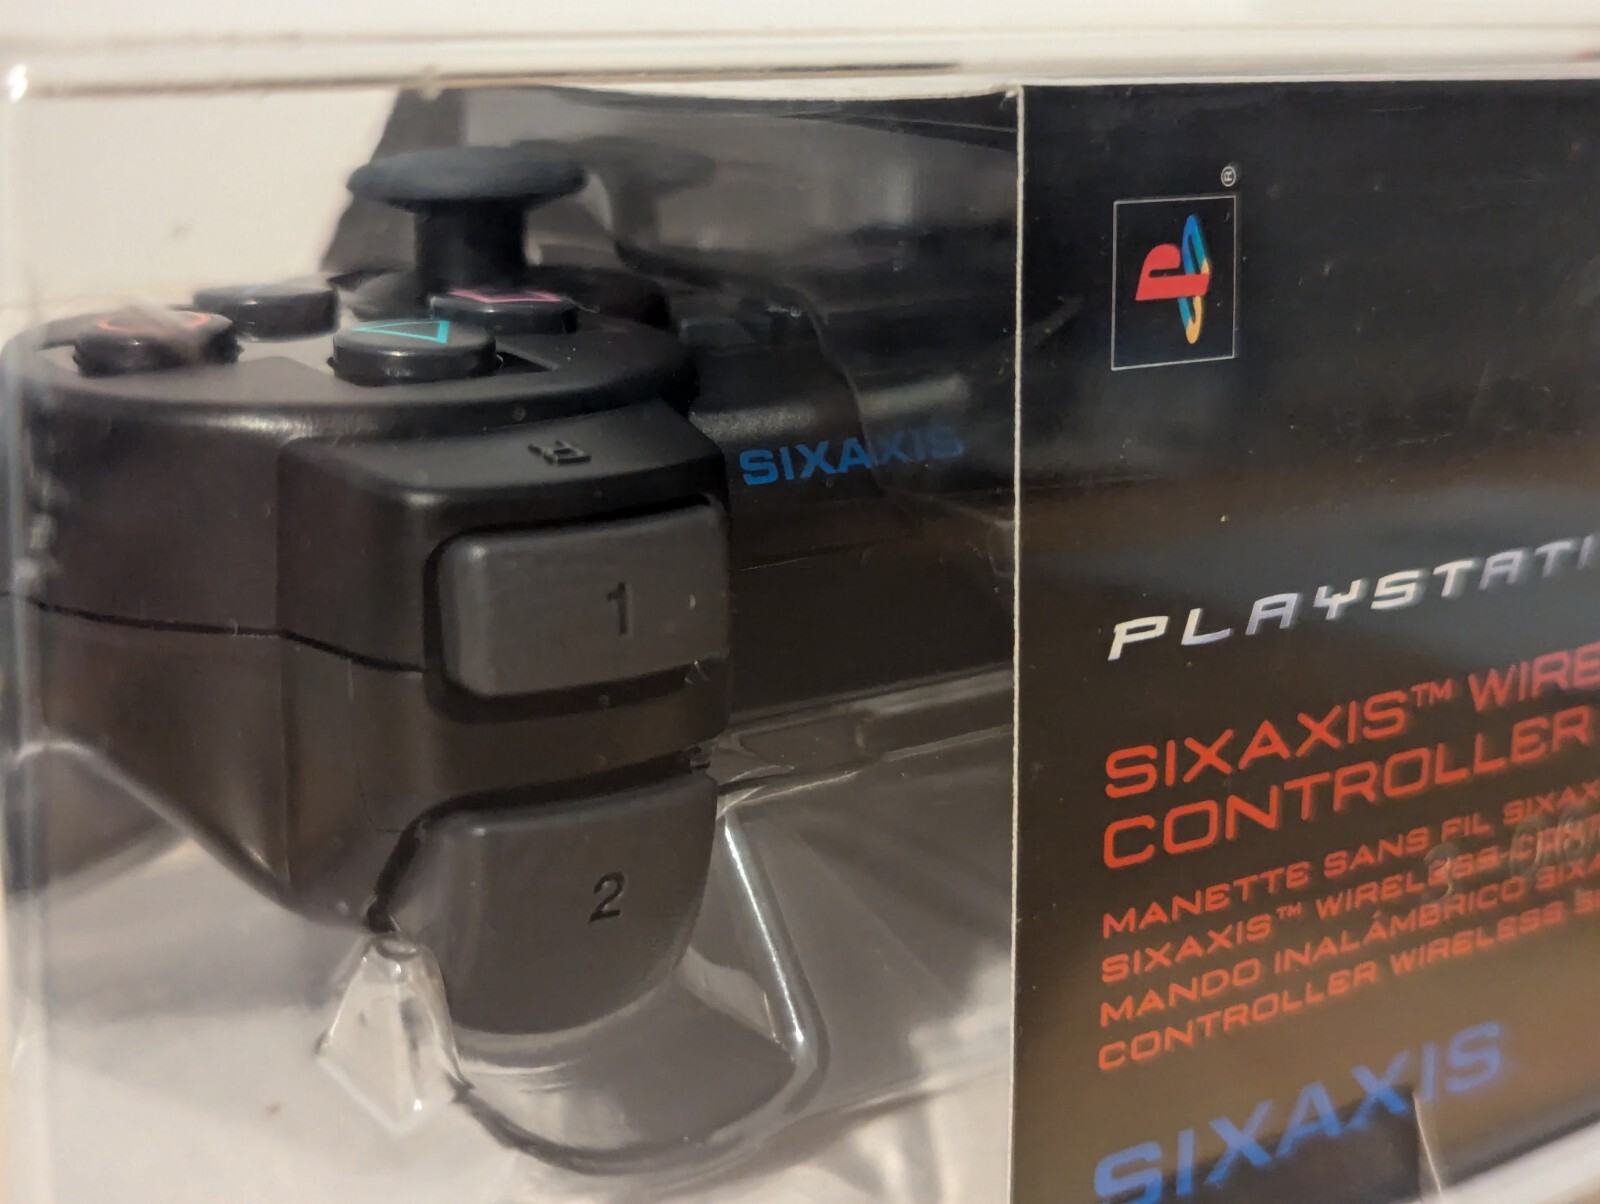 ®
SIXAXIS
1
2
PLAYSTATI
SIXAXIS™ WIRE
CONTROLLER
MANETTE SANS FIL SIXAX
SIXAXIS™ WIRELESS-CONT
MANDO INALÁMBRICO SIXA
CONTROLLER WIRELESS S
SIXAXIS